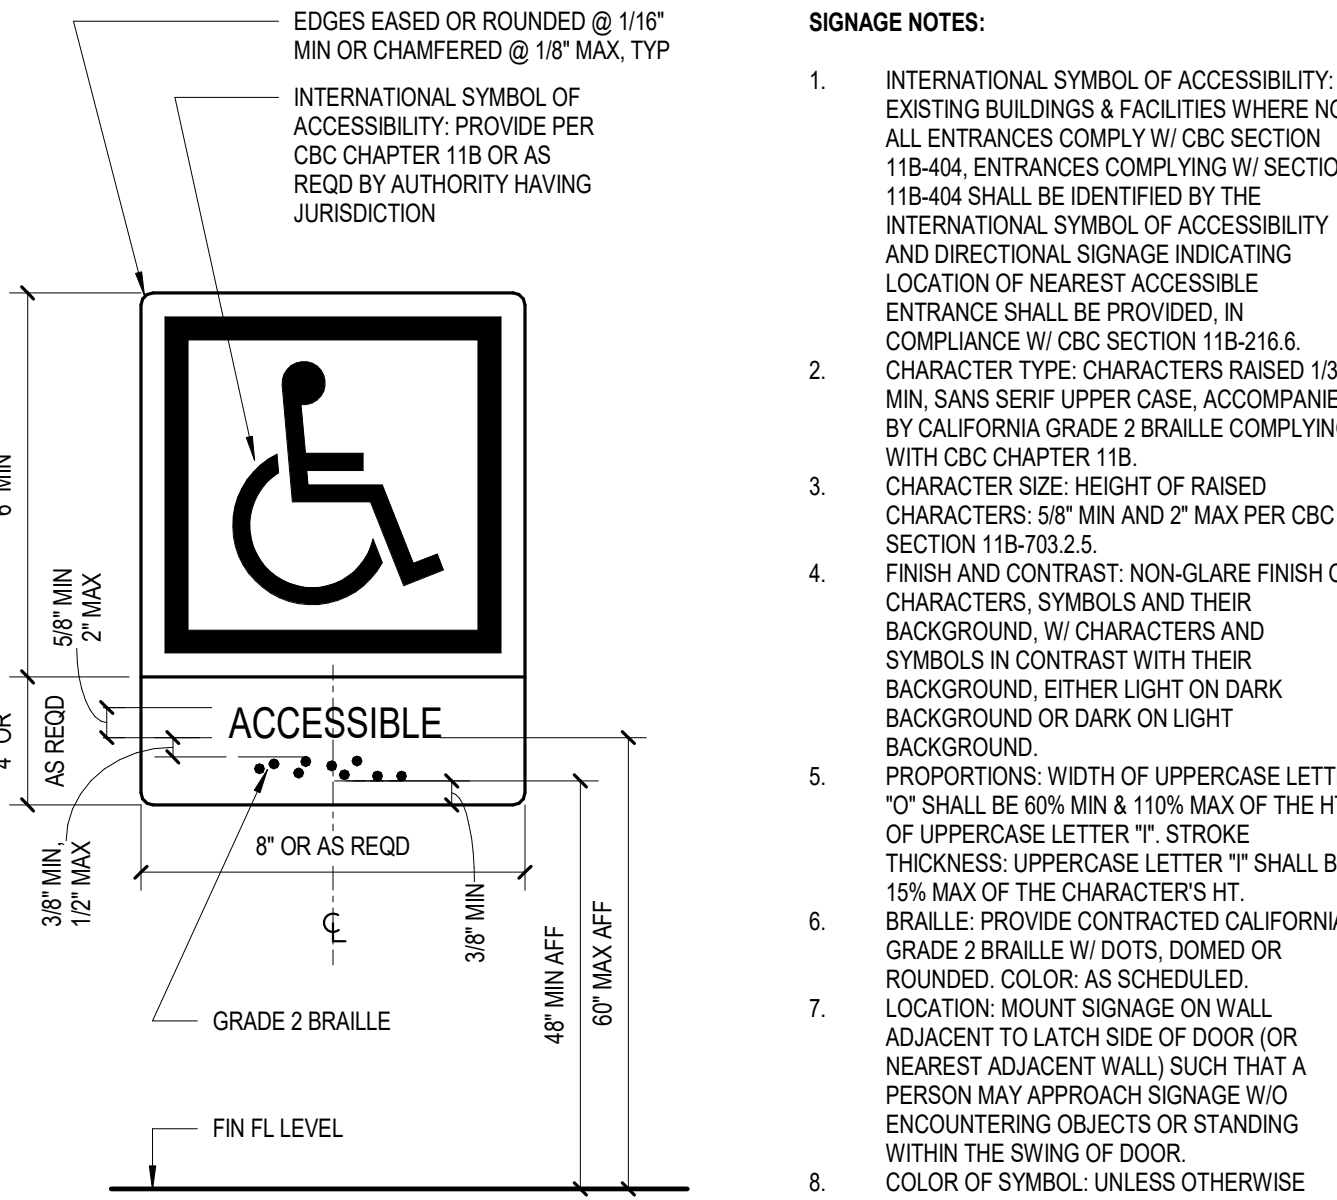 EDGES EASED OR ROUNDED @ 1/16"
MIN OR CHAMFERED @ 1/8" MAX, TYP
INTERNATIONAL SYMBOL OF
ACCESSIBILITY: PROVIDE PER
CBC CHAPTER 11B OR AS
REQD BY AUTHORITY HAVING
JURISDICTION
6" MIN
5/8" MIN
2" MAX
4" OR
AS REQD
ACCESSIBLE
3/8" MIN,
1/2" MAX
8" OR AS REQD
CL
3/8" MIN
48" MIN AFF
60" MAX AFF
GRADE 2 BRAILLE
FIN FL LEVEL
SIGNAGE NOTES:
1. INTERNATIONAL SYMBOL OF ACCESSIBILITY:
EXISTING BUILDINGS & FACILITIES WHERE
ALL ENTRANCES COMPLY W/ CBC SECTION
11B-404, ENTRANCES COMPLYING W/
11B-404 SHALL BE IDENTIFIED BY THE
INTERNATIONAL SYMBOL OF ACCESSIBILITY
AND DIRECTIONAL SIGNAGE INDICATING
LOCATION OF NEAREST ACCESSIBLE
ENTRANCE SHALL BE PROVIDED, IN
COMPLIANCE W/ CBC SECTION 11B-216.6.
2. CHARACTER TYPE: CHARACTERS RAISED
MIN, SANS SERIF UPPER CASE,
BY CALIFORNIA GRADE 2 BRAILLE
WITH CBC CHAPTER 11B.
3. CHARACTER SIZE: HEIGHT OF RAISED
CHARACTERS: 5/8" MIN AND 2" MAX PER CBC
SECTION 11B-703.2.5.
4. FINISH AND CONTRAST: NON-GLARE FINISH
CHARACTERS, SYMBOLS AND THEIR
BACKGROUND, W/ CHARACTERS AND
SYMBOLS IN CONTRAST WITH THEIR
BACKGROUND, EITHER LIGHT ON DARK
BACKGROUND OR DARK ON LIGHT
BACKGROUND.
5. PROPORTIONS: WIDTH OF UPPERCASE
"O" SHALL BE 60% MIN & 110% MAX OF THE
OF UPPERCASE LETTER "I". STROKE
THICKNESS: UPPERCASE LETTER "I" SHALL
15% MAX OF THE CHARACTER'S HT.
6. BRAILLE: PROVIDE CONTRACTED CALIFORNIA
GRADE 2 BRAILLE W/ DOTS, DOMED OR
ROUNDED. COLOR: AS SCHEDULED.
7. LOCATION: MOUNT SIGNAGE ON WALL
ADJACENT TO LATCH SIDE OF DOOR (OR
NEAREST ADJACENT WALL) SUCH THAT A
PERSON MAY APPROACH SIGNAGE W/O
ENCOUNTERING OBJECTS OR STANDING
WITHIN THE SWING OF DOOR.
8. COLOR OF SYMBOL: UNLESS OTHERWISE